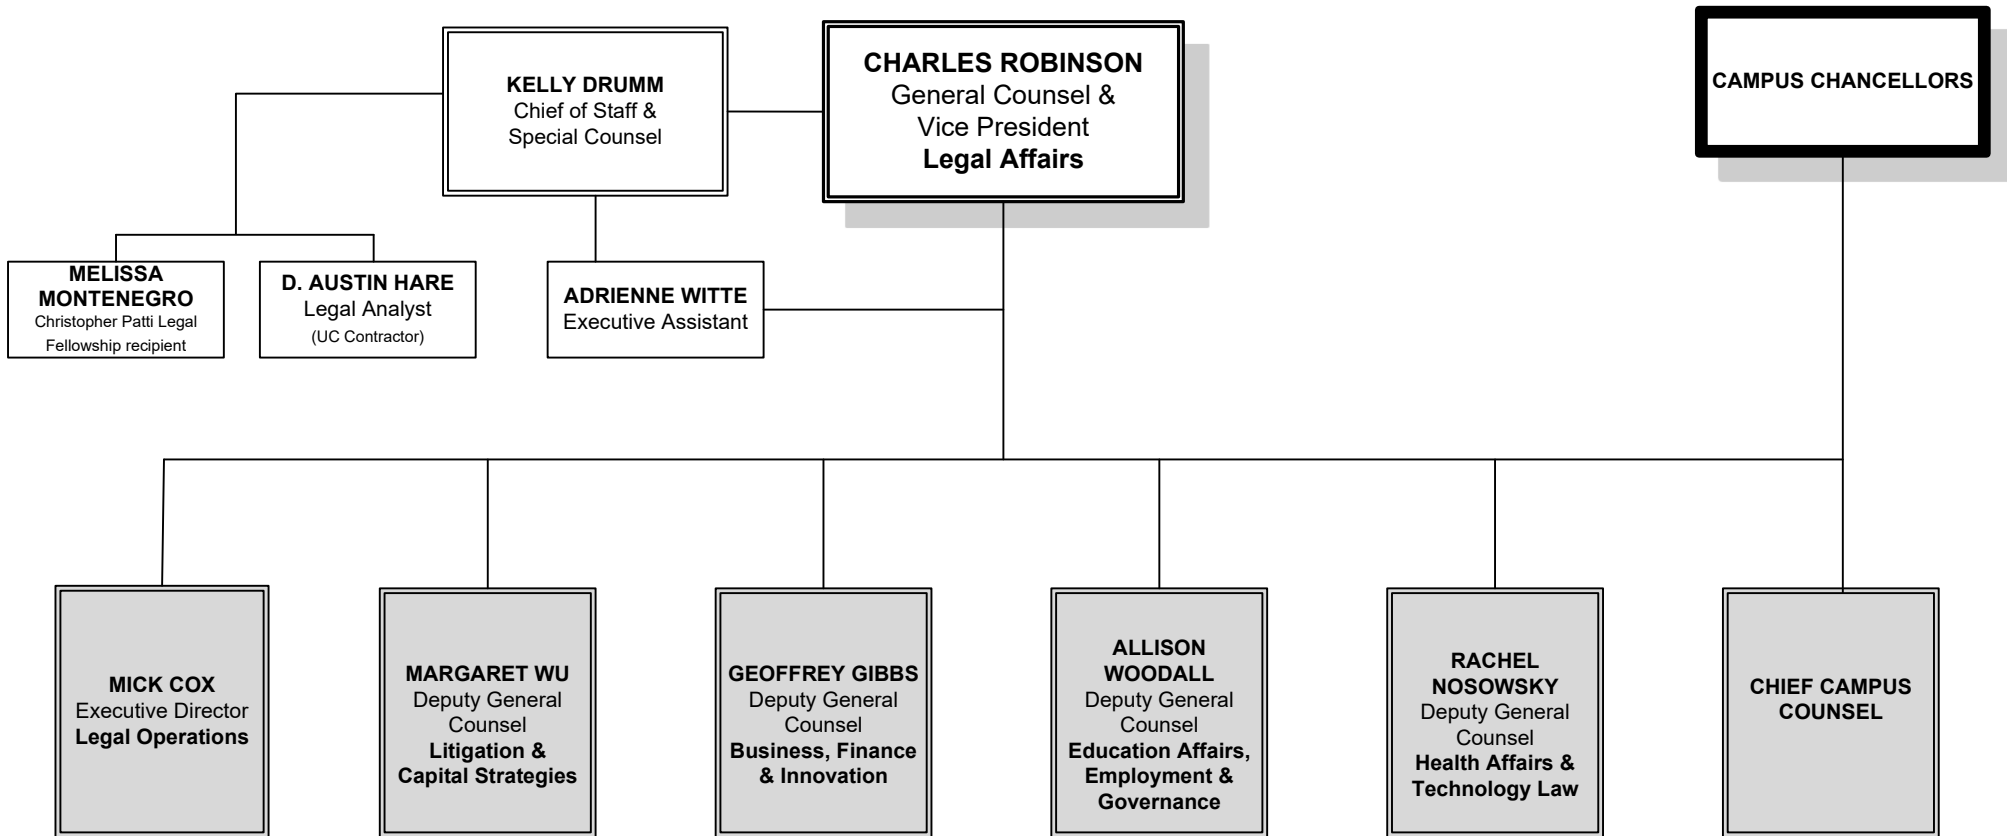 KELLY DRUMM
Chief of Staff &
Special Counsel
CHARLES ROBINSON
General Counsel &
Vice President
Legal Affairs
CAMPUS CHANCELLORS
MELISSA
MONTENEGRO
Christopher Patti Legal
Fellowship recipient
D. AUSTIN HARE
Legal Analyst
(UC Contractor)
ADRIENNE WITTE
Executive Assistant
MICK COX
Executive Director
Legal Operations
MARGARET WU
Deputy General
Counsel
Litigation &
Capital Strategies
GEOFFREY GIBBS
Deputy General
Counsel
Business, Finance
& Innovation
ALLISON
WOODALL
Deputy General
Counsel
Education Affairs,
Employment &
Governance
RACHEL
NOSOWSKY
Deputy General
Counsel
Health Affairs &
Technology Law
CHIEF CAMPUS
COUNSEL